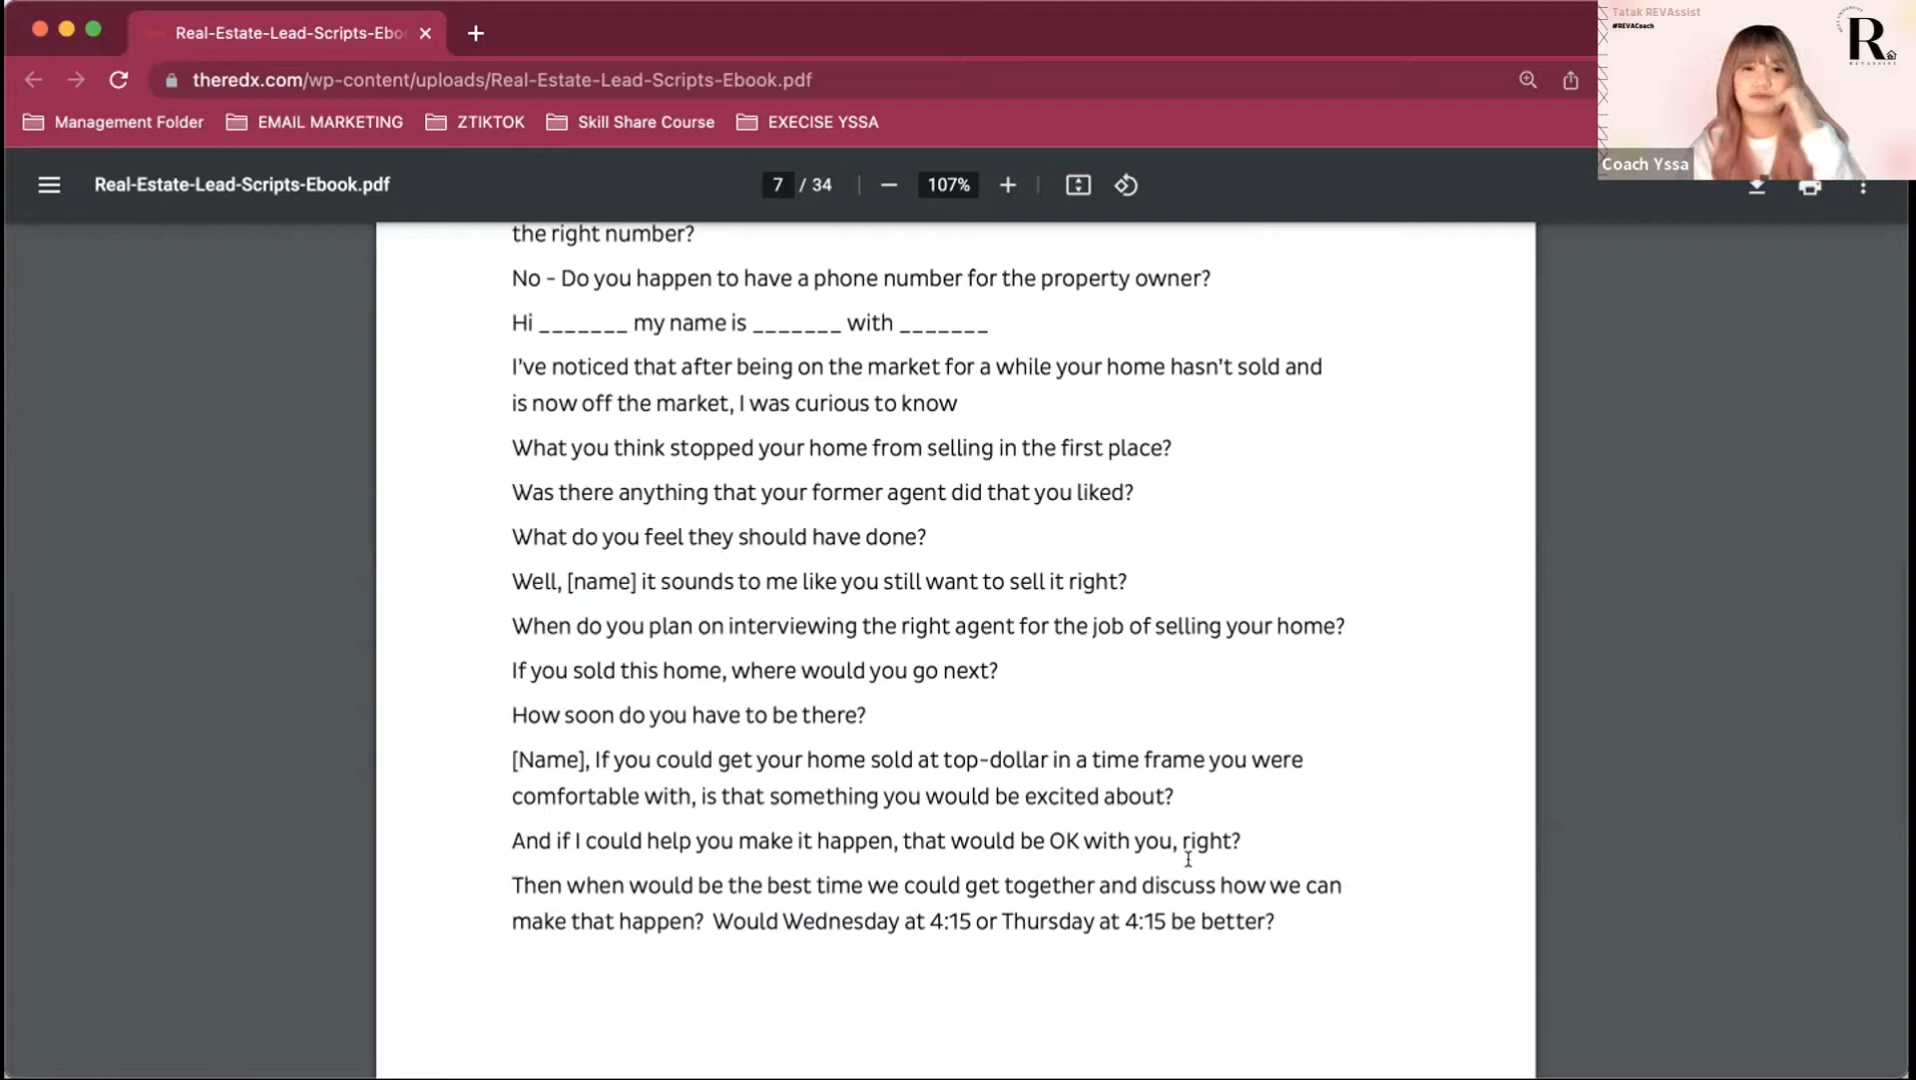 Real-Estate-Lead-Scripts-Ebo
theredx.com/wp-content/uploads/Real-Estate-Lead-Scripts-Ebook.pdf
Management Folder EMAIL MARKETING ZTIKTOK Skill Share Course EXECISE YSSA
Tatak REVAssist
#REVACoach
R
REVASSIST
Coach Yssa
Real-Estate-Lead-Scripts-Ebook.pdf 7 / 34 107%
the right number?
No - Do you happen to have a phone number for the property owner?
Hi _______ my name is _______ with _______
I've noticed that after being on the market for a while your home hasn't sold and
is now off the market, I was curious to know
What you think stopped your home from selling in the first place?
Was there anything that your former agent did that you liked?
What do you feel they should have done?
Well, [name] it sounds to me like you still want to sell it right?
When do you plan on interviewing the right agent for the job of selling your home?
If you sold this home, where would you go next?
How soon do you have to be there?
[Name], If you could get your home sold at top-dollar in a time frame you were
comfortable with, is that something you would be excited about?
And if I could help you make it happen, that would be OK with you, right?
Then when would be the best time we could get together and discuss how we can
make that happen? Would Wednesday at 4:15 or Thursday at 4:15 be better?